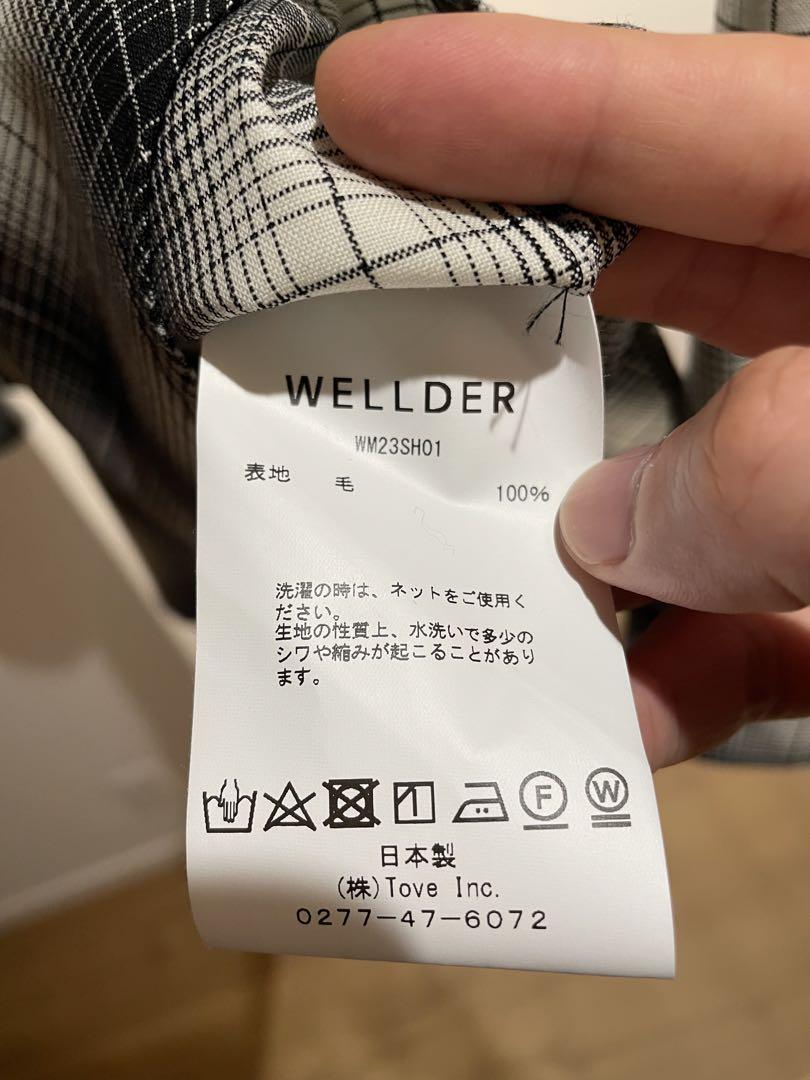 WELLDER
WM23SH01
表地 毛 100%
洗濯の時は、ネットをご使用く
ださい。
生地の性質上、水洗いで多少の
シワや縮みが起こることがあり
ます。
F W
日本製
(株)Tove Inc.
0277-47-6072